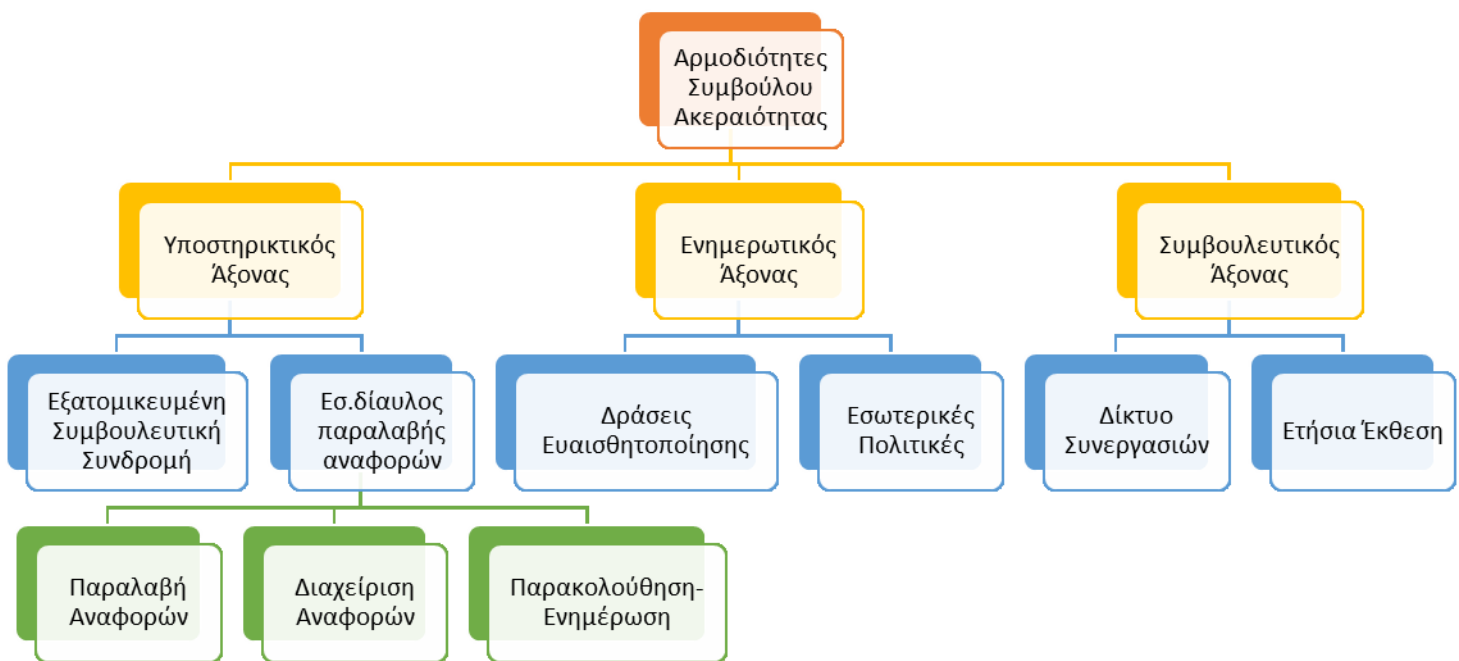 Αρμοδιότητες
Συμβούλου
Ακεραιότητας
Υποστηρικτικός
Άξονας
Ενημερωτικός
Άξονας
Συμβουλευτικός
Άξονας
Εξατομικευμένη
Συμβουλευτική
Συνδρομή
Εσ.δίαυλος
παραλαβής
αναφορών
Δράσεις
Ευαισθητοποίησης
Εσωτερικές
Πολιτικές
Δίκτυο
Συνεργασιών
Ετήσια Έκθεση
Παραλαβή
Αναφορών
Διαχείριση
Αναφορών
Παρακολούθηση-
Ενημέρωση